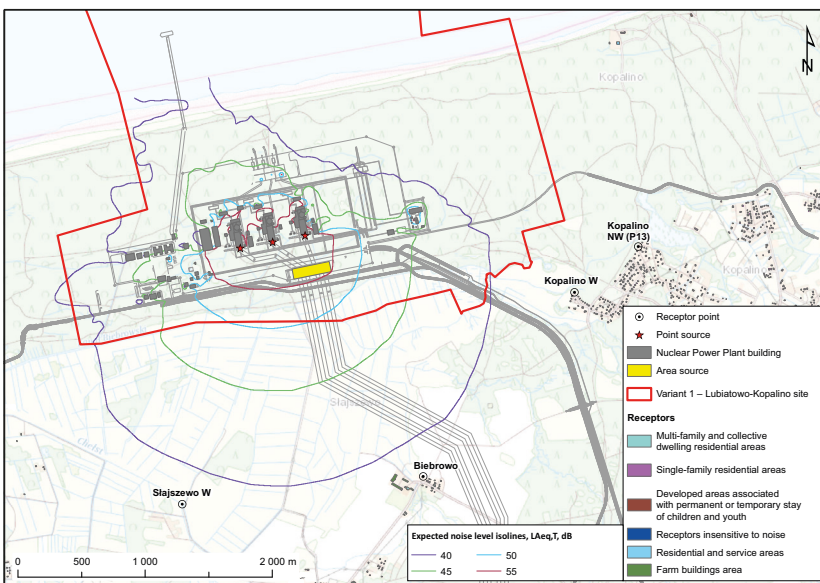 N
Kopalino
Kopalino
NW (P13)
Kopalino
Kopalino W
Słajszewo
Biebrowo
Słajszewo W
0 500 1 000 2 000 m
Expected noise level isolines, LAeq,T, dB
40 50
45 55
Receptor point
Point source
Nuclear Power Plant building
Area source
Variant 1 – Lubiatowo-Kopalino site
Receptors
Multi-family and collective
dwelling residential areas
Single-family residential areas
Developed areas associated
with permanent or temporary stay
of children and youth
Receptors insensitive to noise
Residential and service areas
Farm buildings area